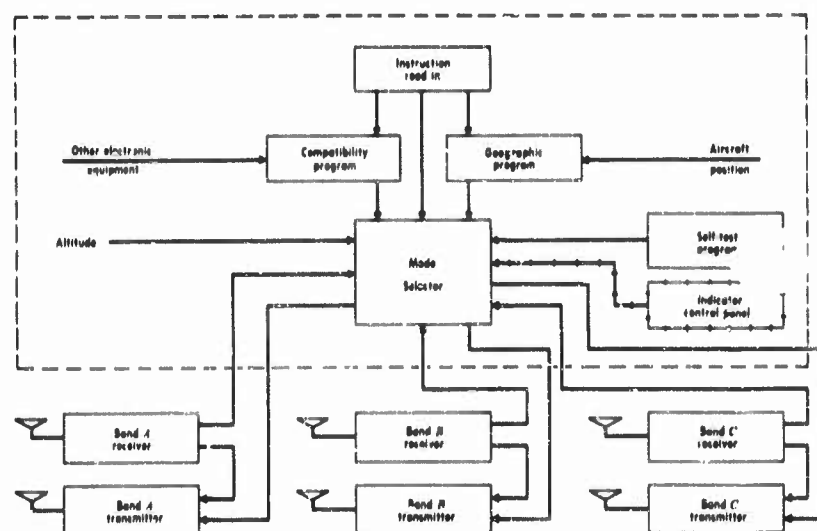 Instruction
read in
Other electronic
equipment
Compatibility
program
Geographic
program
Aircraft
position
Altitude
Mode
Selector
Self-test
program
Indicator
control panel
Band A
receiver
Band B
receiver
Band C
receiver
Band A
transmitter
Band B
transmitter
Band C
transmitter